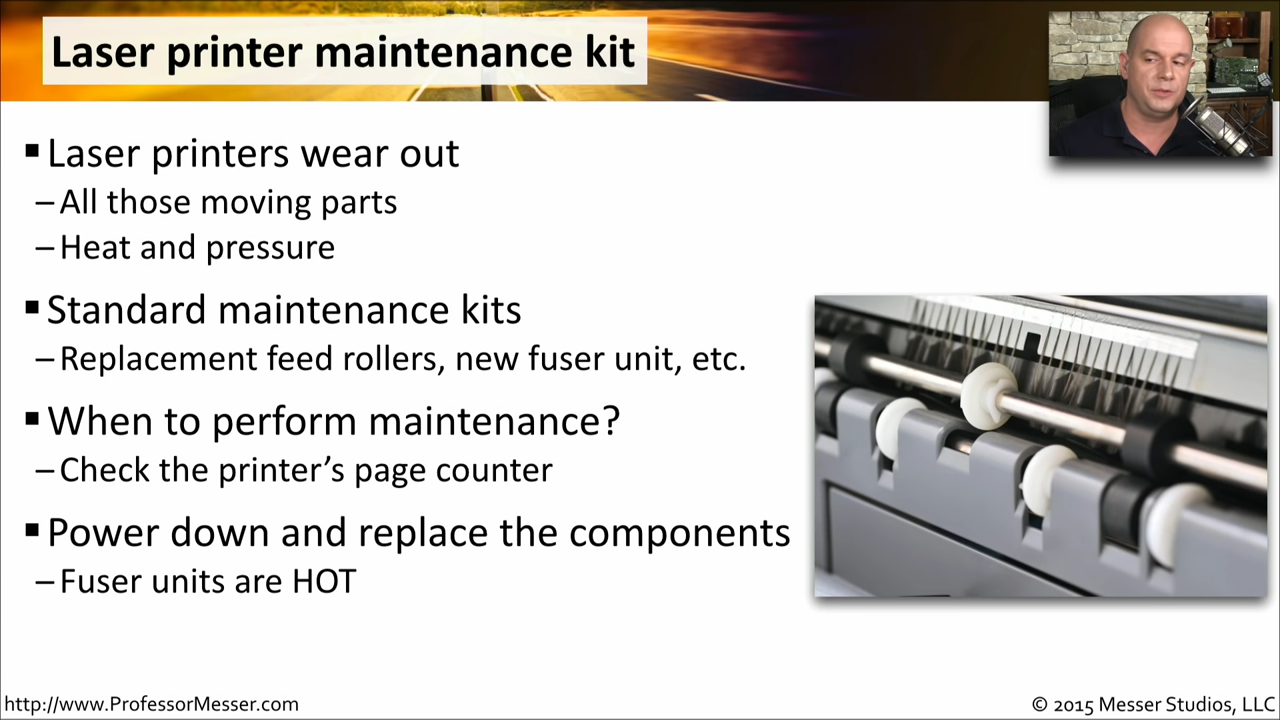 Laser printer maintenance kit
▪Laser printers wear out
–All those moving parts
–Heat and pressure
▪Standard maintenance kits
–Replacement feed rollers, new fuser unit, etc.
▪When to perform maintenance?
–Check the printer’s page counter
▪Power down and replace the components
–Fuser units are HOT
http://www.ProfessorMesser.com
© 2015 Messer Studios, LLC